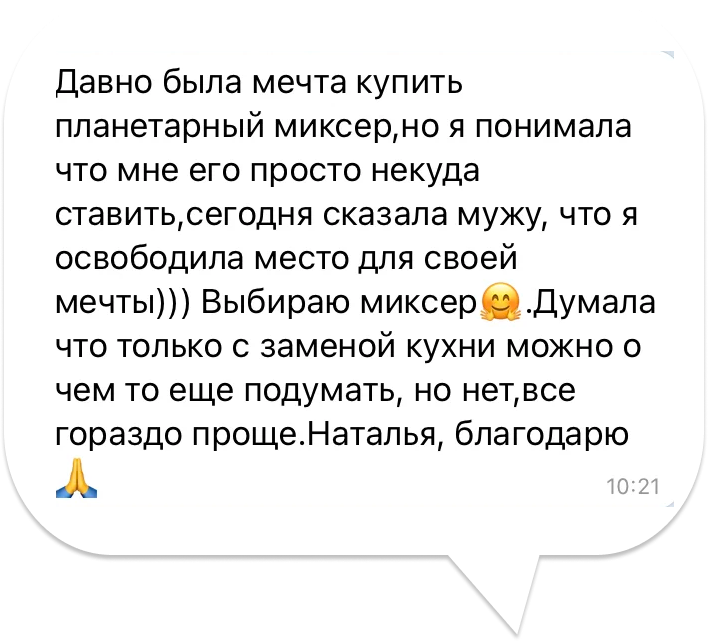 Давно была мечта купить
планетарный миксер,но я понимала
что мне его просто некуда
ставить,сегодня сказала мужу, что я
освободила место для своей
мечты))) Выбираю миксер🤗.Думала
что только с заменой кухни можно о
чем то еще подумать, но нет,все
гораздо проще.Наталья, благодарю
🙏
10:21